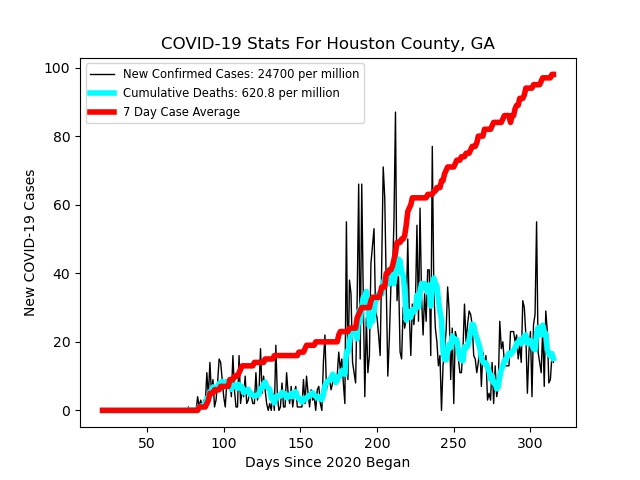 COVID-19 Stats For Houston County, GA
New Confirmed Cases: 24700 per million
Cumulative Deaths: 620.8 per million
7 Day Case Average
New COVID-19 Cases
100
80
60
40
20
0
50 100 150 200 250 300
Days Since 2020 Began